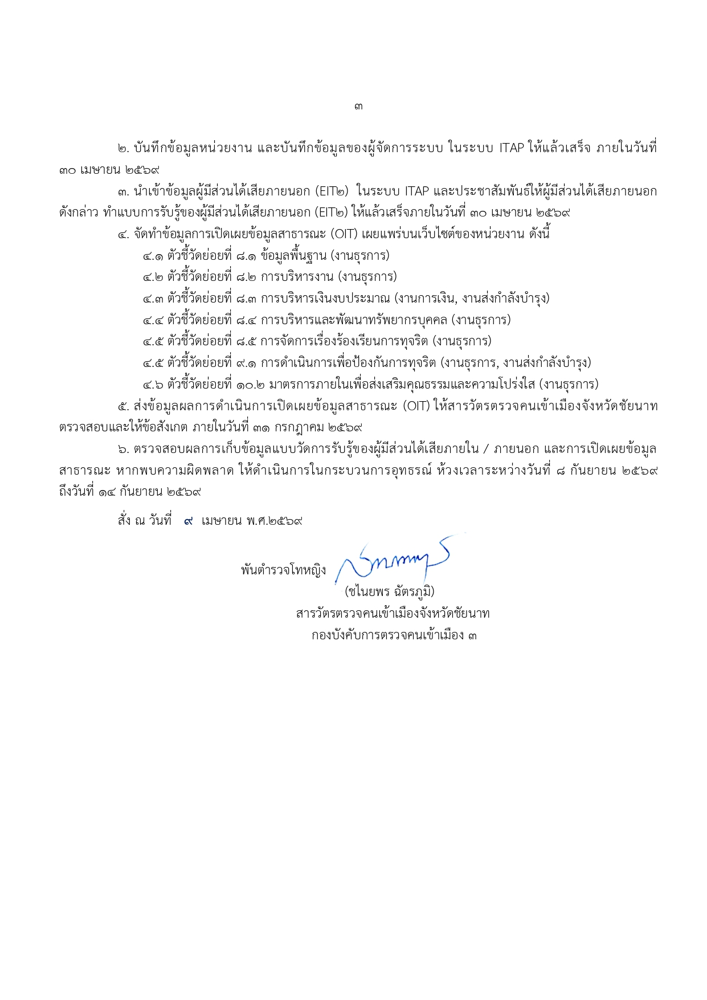 ๓
๒. บันทึกข้อมูลหน่วยงาน และบันทึกข้อมูลของผู้จัดการระบบ ในระบบ ITAP ให้แล้วเสร็จ ภายในวันที่
๓๐ เมษายน ๒๕๖๙
๓. นำเข้าข้อมูลผู้มีส่วนได้เสียภายนอก (EIT๒) ในระบบ ITAP และประชาสัมพันธ์ให้ผู้มีส่วนได้เสียภายนอก
ดังกล่าว ทำแบบการรับรู้ของผู้มีส่วนได้เสียภายนอก (EIT๒) ให้แล้วเสร็จภายในวันที่ ๓๐ เมษายน ๒๕๖๙
๔. จัดทำข้อมูลการเปิดเผยข้อมูลสาธารณะ (OIT) เผยแพร่บนเว็บไซต์ของหน่วยงาน ดังนี้
๔.๑ ตัวชี้วัดย่อยที่ ๘.๑ ข้อมูลพื้นฐาน (งานธุรการ)
๔.๒ ตัวชี้วัดย่อยที่ ๘.๒ การบริหารงาน (งานธุรการ)
๔.๓ ตัวชี้วัดย่อยที่ ๘.๓ การบริหารเงินงบประมาณ (งานการเงิน, งานส่งกำลังบำรุง)
๔.๔ ตัวชี้วัดย่อยที่ ๘.๔ การบริหารและพัฒนาทรัพยากรบุคคล (งานธุรการ)
๔.๕ ตัวชี้วัดย่อยที่ ๘.๕ การจัดการเรื่องร้องเรียนการทุจริต (งานธุรการ)
๔.๕ ตัวชี้วัดย่อยที่ ๙.๑ การดำเนินการเพื่อป้องกันการทุจริต (งานธุรการ, งานส่งกำลังบำรุง)
๔.๖ ตัวชี้วัดย่อยที่ ๑๐.๒ มาตรการภายในเพื่อส่งเสริมคุณธรรมและความโปร่งใส (งานธุรการ)
๕. ส่งข้อมูลผลการดำเนินการเปิดเผยข้อมูลสาธารณะ (OIT) ให้สารวัตรตรวจคนเข้าเมืองจังหวัดชัยนาท
ตรวจสอบและให้ข้อสังเกต ภายในวันที่ ๓๑ กรกฎาคม ๒๕๖๙
๖. ตรวจสอบผลการเก็บข้อมูลแบบวัดการรับรู้ของผู้มีส่วนได้เสียภายใน / ภายนอก และการเปิดเผยข้อมูล
สาธารณะ หากพบความผิดพลาด ให้ดำเนินการในกระบวนการอุทธรณ์ ห้วงเวลาระหว่างวันที่ ๘ กันยายน ๒๕๖๙
ถึงวันที่ ๑๔ กันยายน ๒๕๖๙
สั่ง ณ วันที่ ๙ เมษายน พ.ศ.๒๕๖๙
พันตำรวจโทหญิง
(ชไนยพร ฉัตรภูมิ)
สารวัตรตรวจคนเข้าเมืองจังหวัดชัยนาท
กองบังคับการตรวจคนเข้าเมือง ๓